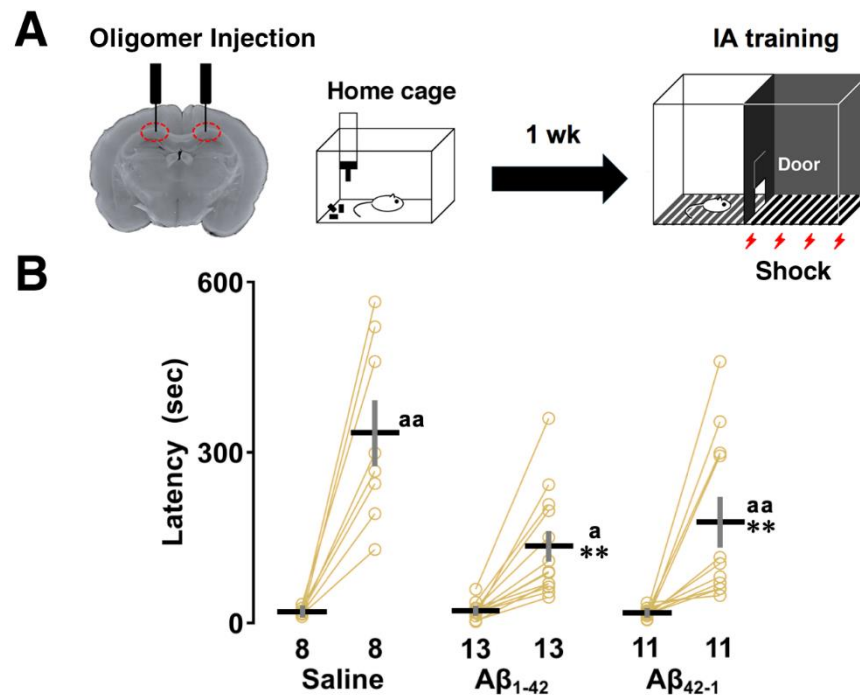 A
Oligomer Injection
Home cage
1 wk
IA training
Door
Shock
B
Latency (sec)
600
300
0
aa
a
**
aa
**
8 8 13 13 11 11
Saline Aβ₁₋₄₂ Aβ₄₂₋₁